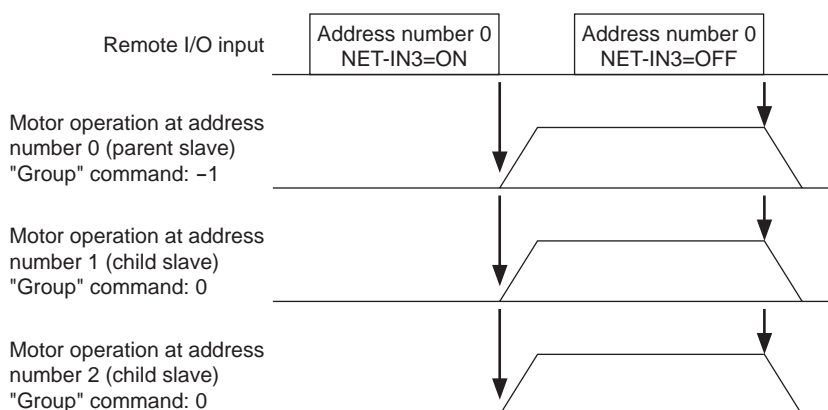 Remote I/O input
Address number 0
NET-IN3=ON
Address number 0
NET-IN3=OFF
Motor operation at address
number 0 (parent slave)
"Group" command: −1
Motor operation at address
number 1 (child slave)
"Group" command: 0
Motor operation at address
number 2 (child slave)
"Group" command: 0